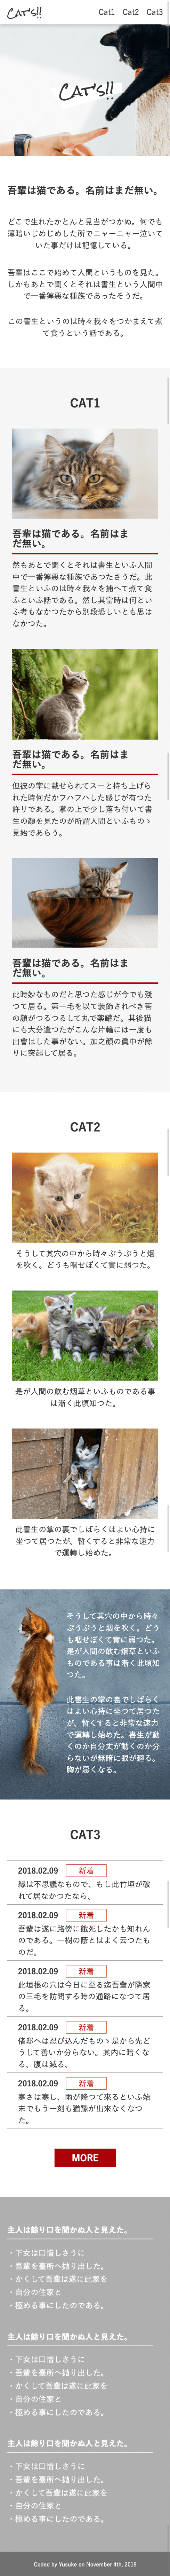 CAT'S!!
Cat1 Cat2 Cat3
CAT'S!!
吾輩は猫である。名前はまだ無い。
どこで生れたかとんと見当がつかぬ。何でも
薄暗いじめじめした所でニャーニャー泣いて
いた事だけは記憶している。
吾輩はここで始めて人間というものを見た。
しかもあとで聞くとそれは書生という人間中
で一番獰悪な種族であったそうだ。
この書生というのは時々我々をつかまえて煮
て食うという話である。
CAT1
吾輩は猫である。名前はま
だ無い。
然もあとで聞くとそれは書生といふ人間
中で一番獰悪な種族であつたさうだ。此
書生といふのは時々我々を捕へて煮て食
ふといふ話である。然し其當時は何とい
ふ考もなかつたから別段恐しいとも思は
なかつた。
吾輩は猫である。名前はま
だ無い。
但彼の掌に載せられてスーと持ち上げら
れた時何だかフハフハした感じが有つた
許りである。掌の上で少し落ち付いて書
生の顏を見たのが所謂人間といふものゝ
見始であらう。
吾輩は猫である。名前はま
だ無い。
此時妙なものだと思つた感じが今でも殘
つて居る。第一毛を以て裝飾されべき筈
の顏がつるつるして丸で薬罐だ。其後猫
にも大分逢つたがこんな片輪には一度も
出會はした事がない。加之顏の眞中が餘
りに突起して居る。
CAT2
そうして其穴の中から時々ぷうぷうと烟
を吹く。どうも咽せぽくて實に弱つた。
是が人間の飲む烟草といふものである事
は漸く此頃知つた。
此書生の掌の裏でしばらくはよい心持に
坐つて居つたが、暫くすると非常な速力
で運轉し始めた。
そうして其穴の中から時々
ぷうぷうと烟を吹く。どう
も咽せぽくて實に弱つた。
是が人間の飲む烟草といふ
ものである事は漸く此頃知
つた。
此書生の掌の裏でしばらく
はよい心持に坐つて居つた
が、暫くすると非常な速力
で運轉し始めた。書生が動
くのか自分丈が動くのか分
らないが無暗に眼が廻る。
胸が惡くなる。
CAT3
2018.02.09 新着
縁は不思議なもので、もし此竹垣が破
れて居なかつたなら、
2018.02.09 新着
吾輩は遂に路傍に餓死したかも知れん
のである。一樹の蔭とはよく云つたも
のだ。
2018.02.09 新着
此垣根の穴は今日に至る迄吾輩が隣家
の三毛を訪問する時の通路になつて居
る。
2018.02.09 新着
偖邸へは忍び込んだものゝ是から先ど
うして善いか分らない。其内に暗くな
る、腹は減る、
2018.02.09 新着
寒さは寒し、雨が降つて來るといふ始
末でもう一刻も猶豫が出來なくなつ
た。
MORE
主人は餘り口を聞かぬ人と見えた。
・下女は口惜しさうに
・吾輩を臺所へ抛り出した。
・かくして吾輩は遂に此家を
・自分の住家と
・極める事にしたのである。
主人は餘り口を聞かぬ人と見えた。
・下女は口惜しさうに
・吾輩を臺所へ抛り出した。
・かくして吾輩は遂に此家を
・自分の住家と
・極める事にしたのである。
主人は餘り口を聞かぬ人と見えた。
・下女は口惜しさうに
・吾輩を臺所へ抛り出した。
・かくして吾輩は遂に此家を
・自分の住家と
・極める事にしたのである。
Coded by Yusuke on November 4th, 2019